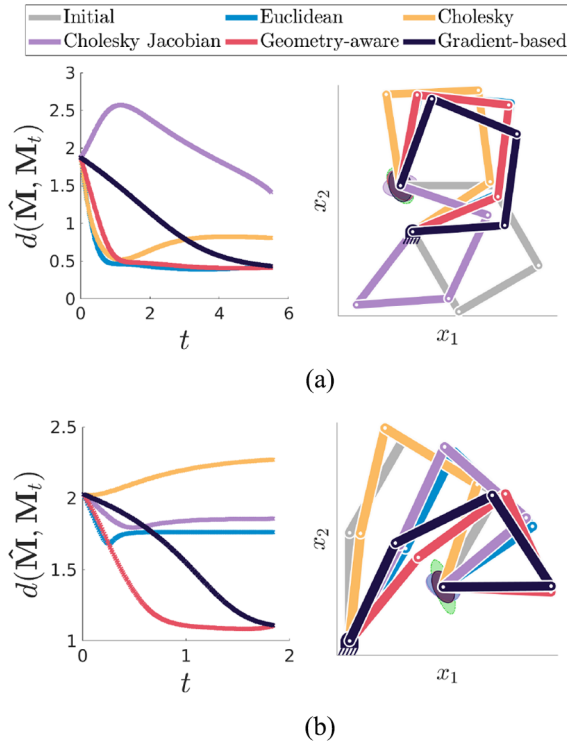 Initial Euclidean Cholesky
Cholesky Jacobian Geometry-aware Gradient-based
3
2.5
2
1.5
1
0.5
0
0 2 4 6
d(M̂, Mₜ)
t
x₂
x₁
(a)
2.5
2
1.5
1
0 1 2
d(M̂, Mₜ)
t
x₂
x₁
(b)